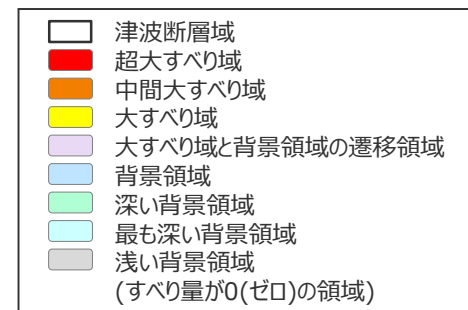 津波断層域
超大すべり域
中間大すべり域
大すべり域
大すべり域と背景領域の遷移領域
背景領域
深い背景領域
最も深い背景領域
浅い背景領域
(すべり量が0(ゼロ)の領域)